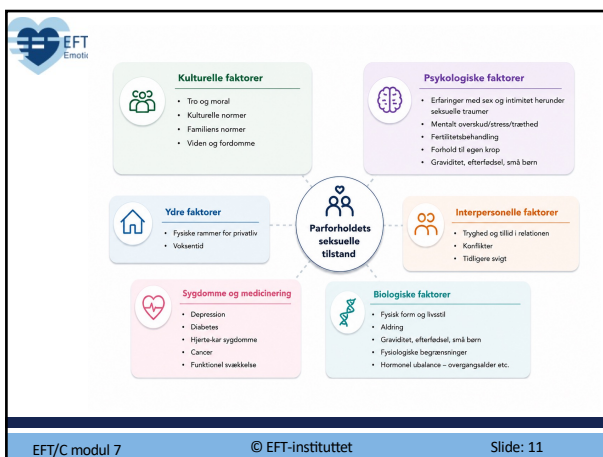 EFT
Emotic
Kulturelle faktorer
• Tro og moral
• Kulturelle normer
• Familiens normer
• Viden og fordomme
Psykologiske faktorer
• Erfaringer med sex og intimitet herunder
seksuelle traumer
• Mentalt overskud/stress/træthed
• Fertilitetsbehandling
• Forhold til egen krop
• Graviditet, efterfødsel, små børn
Ydre faktorer
• Fysiske rammer for privatliv
• Voksentid
Parforholdets
seksuelle
tilstand
Interpersonelle faktorer
• Tryghed og tillid i relationen
• Konflikter
• Tidligere svigt
Sygdomme og medicinering
• Depression
• Diabetes
• Hjerte-kar sygdomme
• Cancer
• Funktionel svækkelse
Biologiske faktorer
• Fysisk form og livsstil
• Aldring
• Graviditet, efterfødsel, små børn
• Fysiologiske begrænsninger
• Hormonel ubalance – overgangsalder etc.
EFT/C modul 7
© EFT-instituttet
Slide: 11